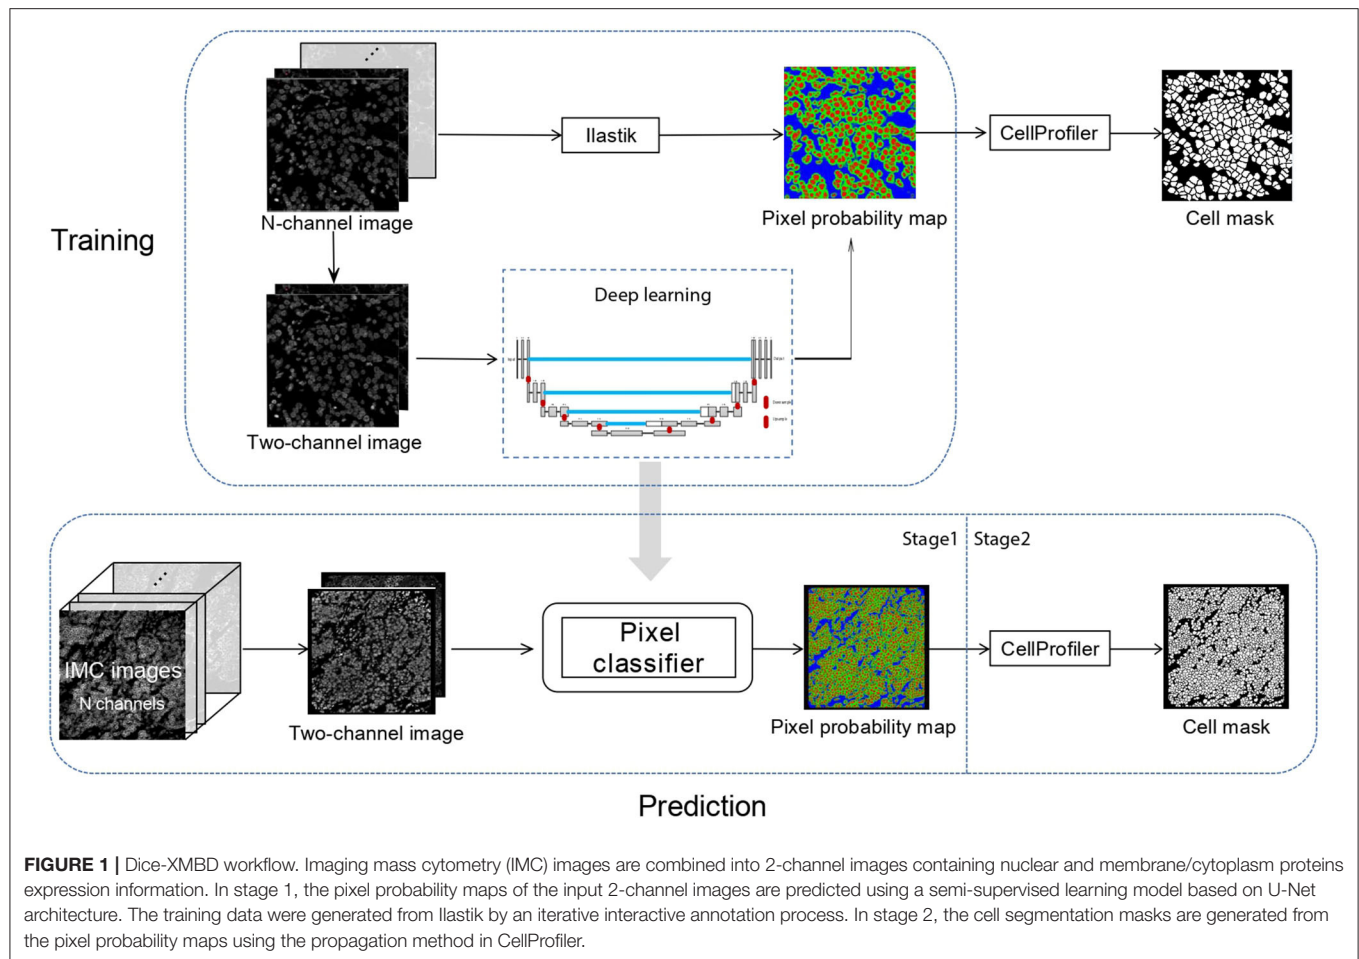 Ilastik
CellProfiler
N-channel image
Pixel probability map
Cell mask
Training
Deep learning
Two-channel image
Stage1
Stage2
IMC images
N channels
Pixel
classifier
CellProfiler
Two-channel image
Pixel probability map
Cell mask
Prediction
FIGURE 1 | Dice-XMBD workflow. Imaging mass cytometry (IMC) images are combined into 2-channel images containing nuclear and membrane/cytoplasm proteins
expression information. In stage 1, the pixel probability maps of the input 2-channel images are predicted using a semi-supervised learning model based on U-Net
architecture. The training data were generated from Ilastik by an iterative interactive annotation process. In stage 2, the cell segmentation masks are generated from
the pixel probability maps using the propagation method in CellProfiler.